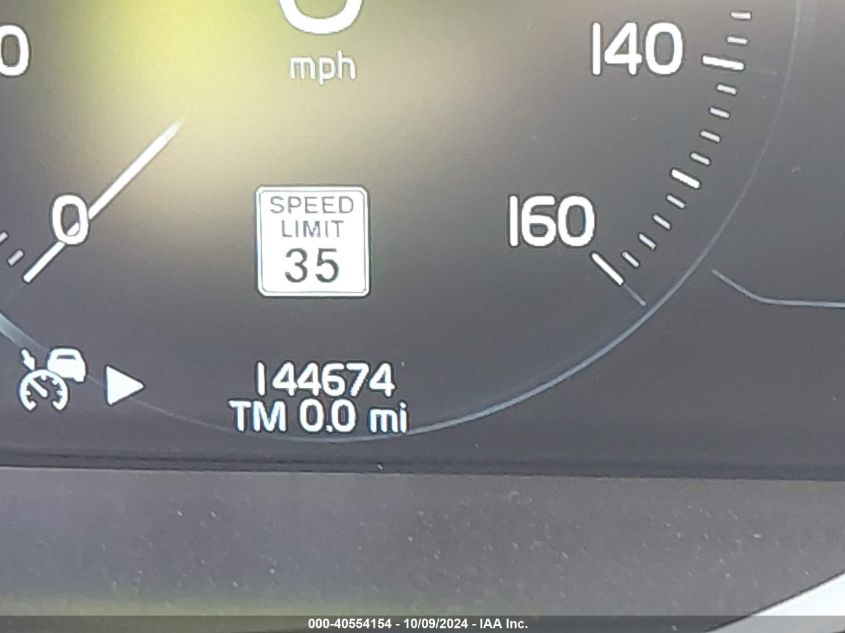 mph
140
0
160
SPEED
LIMIT
35
144674
TM 0.0 mi
000-40554154 - 10/09/2024 - IAA Inc.